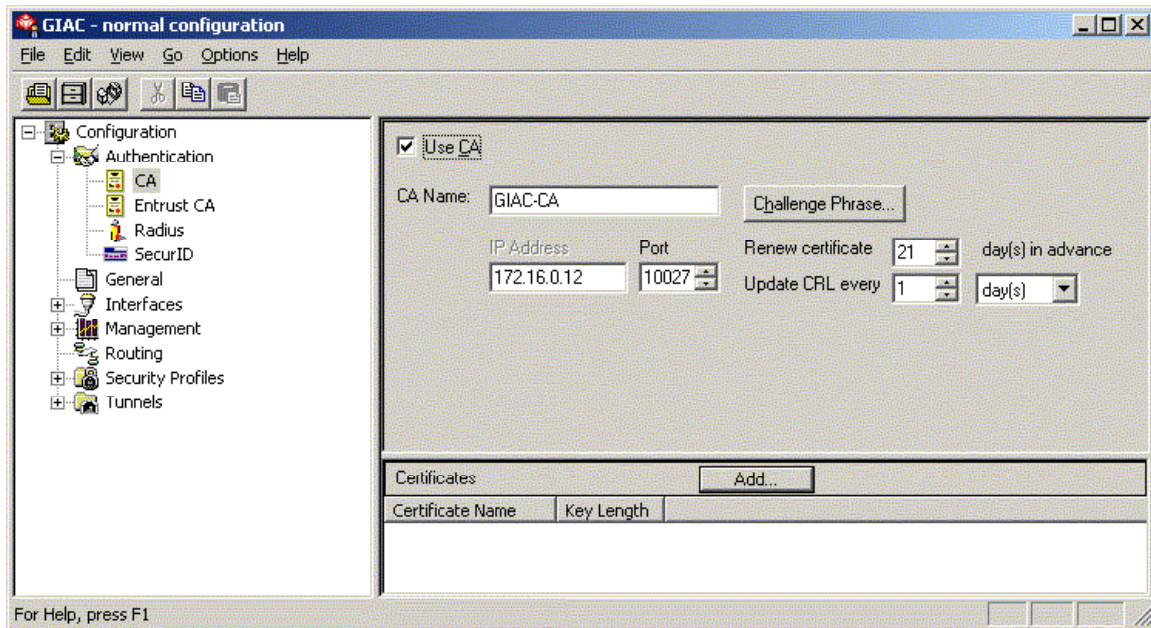 GIAC - normal configuration
File Edit View Go Options Help
Configuration
Authentication
CA
Entrust CA
Radius
SecurID
General
Interfaces
Management
Routing
Security Profiles
Tunnels
Use CA
CA Name: GIAC-CA Challenge Phrase...
IP Address Port Renew certificate 21 day(s) in advance
172.16.0.12 10027 Update CRL every 1 day(s)
Certificates Add...
Certificate Name Key Length
For Help, press F1